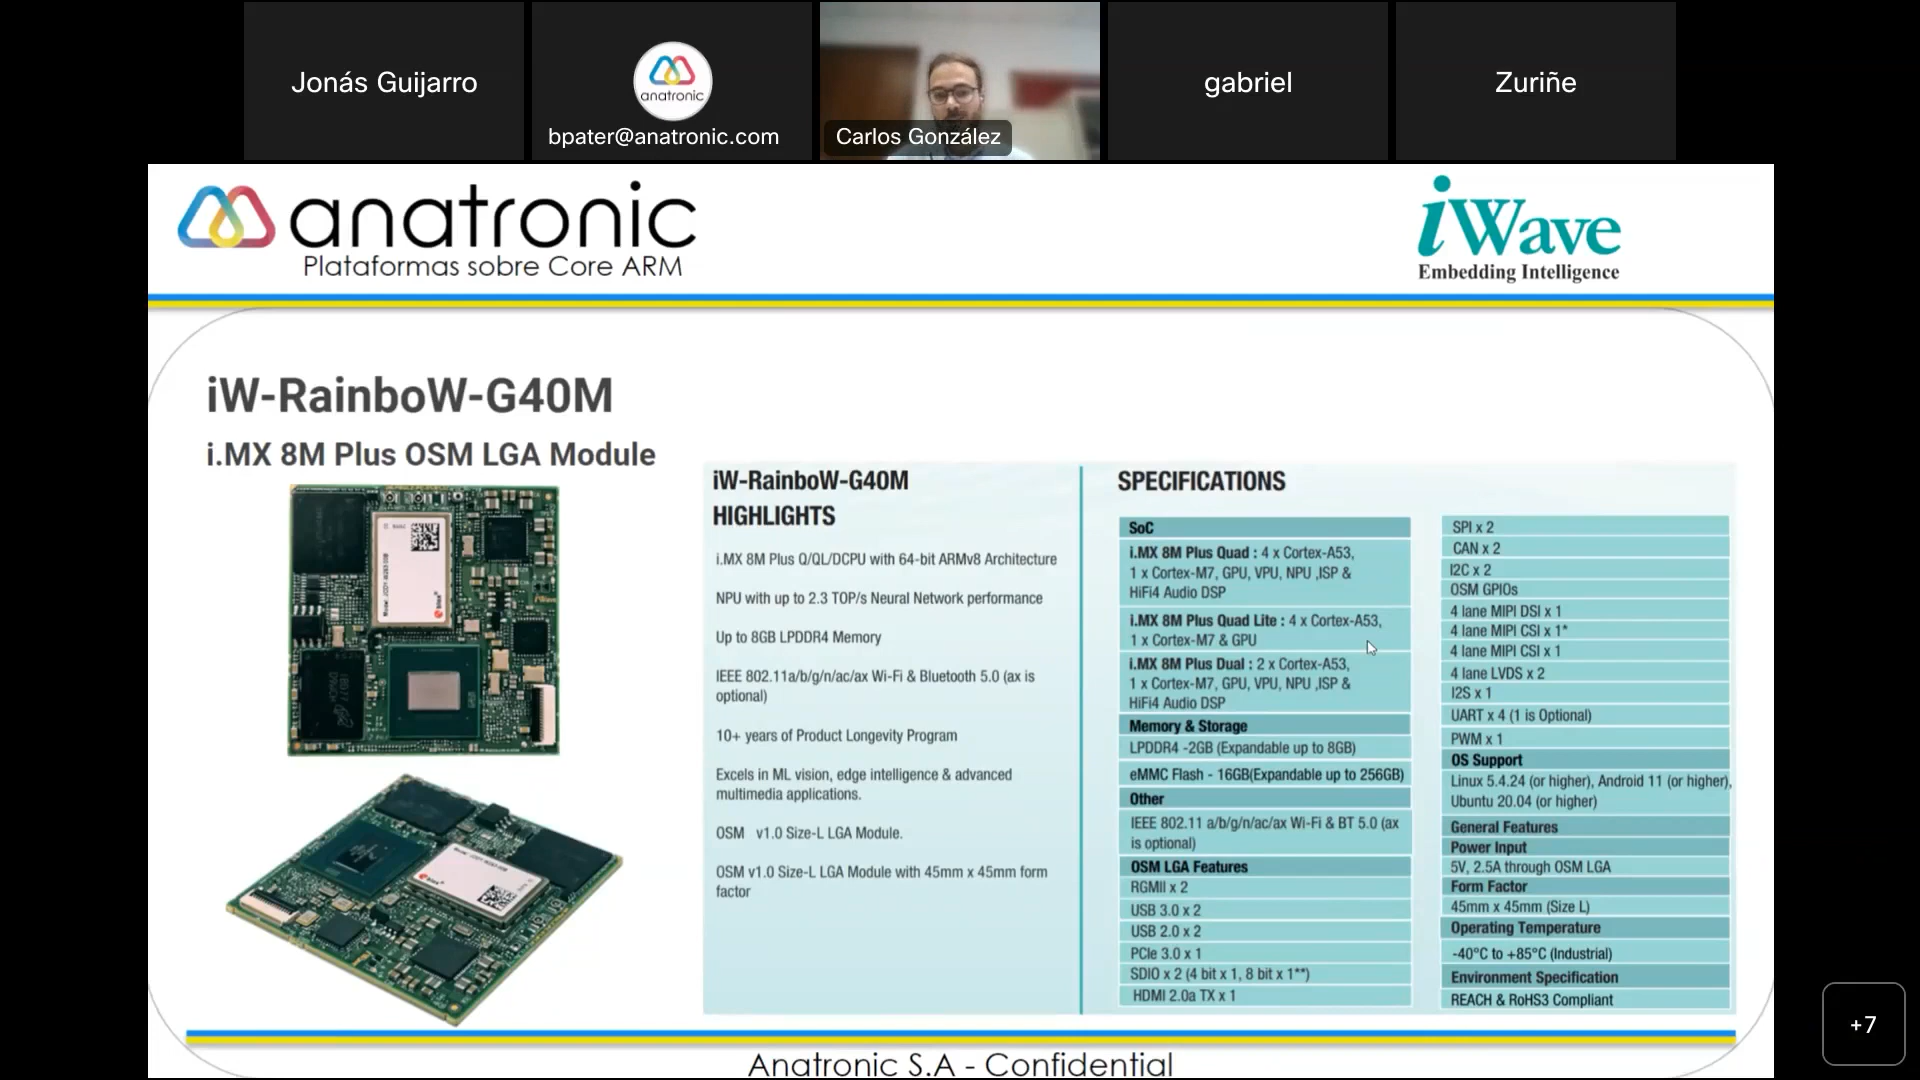 Jonás Guijarro
anatronic
bpater@anatronic.com
Carlos González
gabriel
Zuriñe
anatronic
Plataformas sobre Core ARM
iWave
Embedding Intelligence
iW-RainboW-G40M
i.MX 8M Plus OSM LGA Module
iW-RainboW-G40M
HIGHLIGHTS
i.MX 8M Plus Q/QL/DCPU with 64-bit ARMv8 Architecture
NPU with up to 2.3 TOP/s Neural Network performance
Up to 8GB LPDDR4 Memory
IEEE 802.11a/b/g/n/ac/ax Wi-Fi & Bluetooth 5.0 (ax is
optional)
10+ years of Product Longevity Program
Excels in ML vision, edge intelligence & advanced
multimedia applications.
OSM v1.0 Size-L LGA Module.
OSM v1.0 Size-L LGA Module with 45mm x 45mm form
factor
SPECIFICATIONS
SoC
i.MX 8M Plus Quad : 4 x Cortex-A53,
1 x Cortex-M7, GPU, VPU, NPU ,ISP &
HiFi4 Audio DSP
i.MX 8M Plus Quad Lite : 4 x Cortex-A53,
1 x Cortex-M7 & GPU
i.MX 8M Plus Dual : 2 x Cortex-A53,
1 x Cortex-M7, GPU, VPU, NPU ,ISP &
HiFi4 Audio DSP
Memory & Storage
LPDDR4 -2GB (Expandable up to 8GB)
eMMC Flash - 16GB(Expandable up to 256GB)
Other
IEEE 802.11 a/b/g/n/ac/ax Wi-Fi & BT 5.0 (ax
is optional)
OSM LGA Features
RGMII x 2
USB 3.0 x 2
USB 2.0 x 2
PCIe 3.0 x 1
SDIO x 2 (4 bit x 1, 8 bit x 1**)
HDMI 2.0a TX x 1
SPI x 2
CAN x 2
I2C x 2
OSM GPIOs
4 lane MIPI DSI x 1
4 lane MIPI CSI x 1*
4 lane MIPI CSI x 1
4 lane LVDS x 2
I2S x 1
UART x 4 (1 is Optional)
PWM x 1
OS Support
Linux 5.4.24 (or higher), Android 11 (or higher),
Ubuntu 20.04 (or higher)
General Features
Power Input
5V, 2.5A through OSM LGA
Form Factor
45mm x 45mm (Size L)
Operating Temperature
-40°C to +85°C (Industrial)
Environment Specification
REACH & RoHS3 Compliant
Anatronic S.A - Confidential
+7